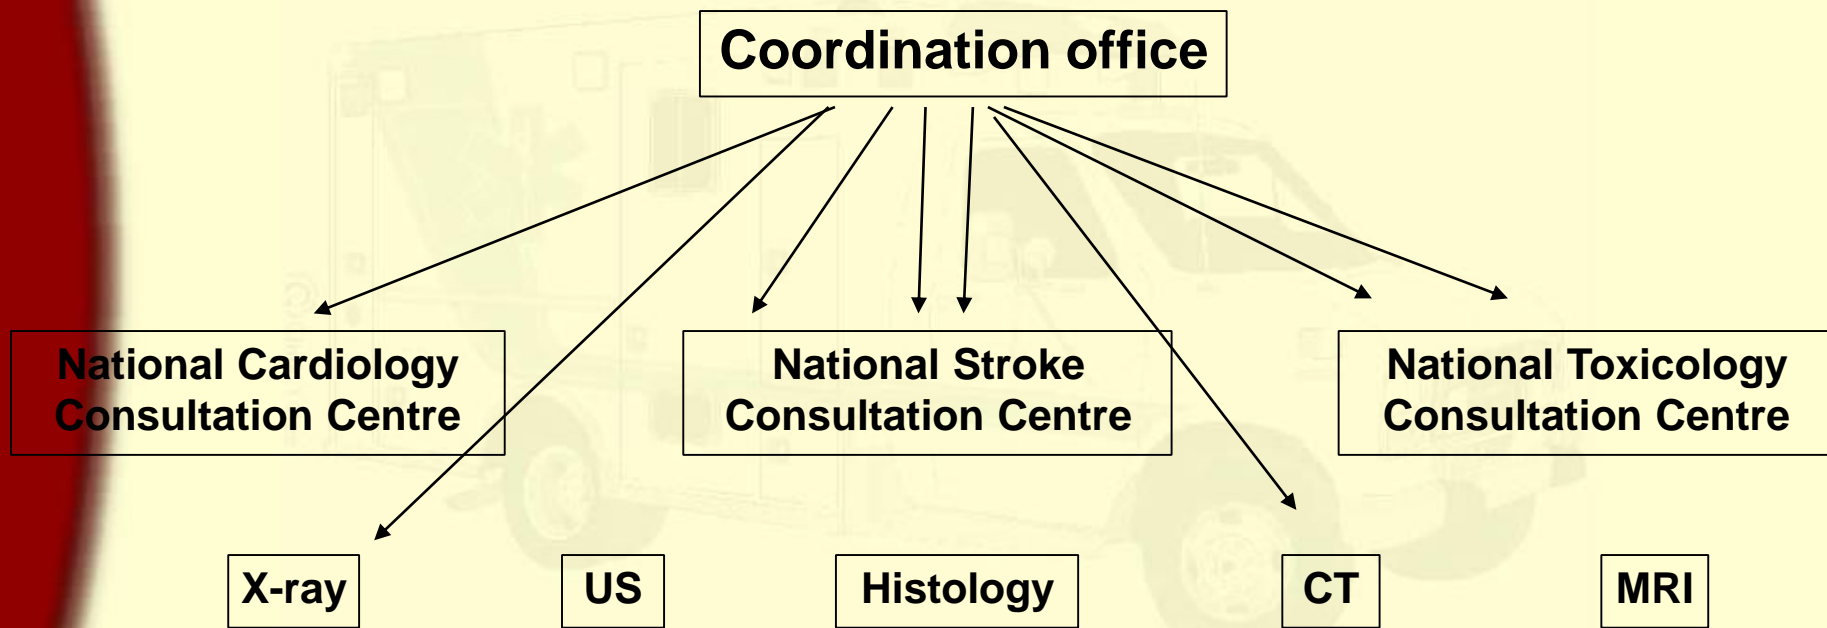 Coordination office
National Cardiology
Consultation Centre
National Stroke
Consultation Centre
National Toxicology
Consultation Centre
X-ray
US
Histology
CT
MRI